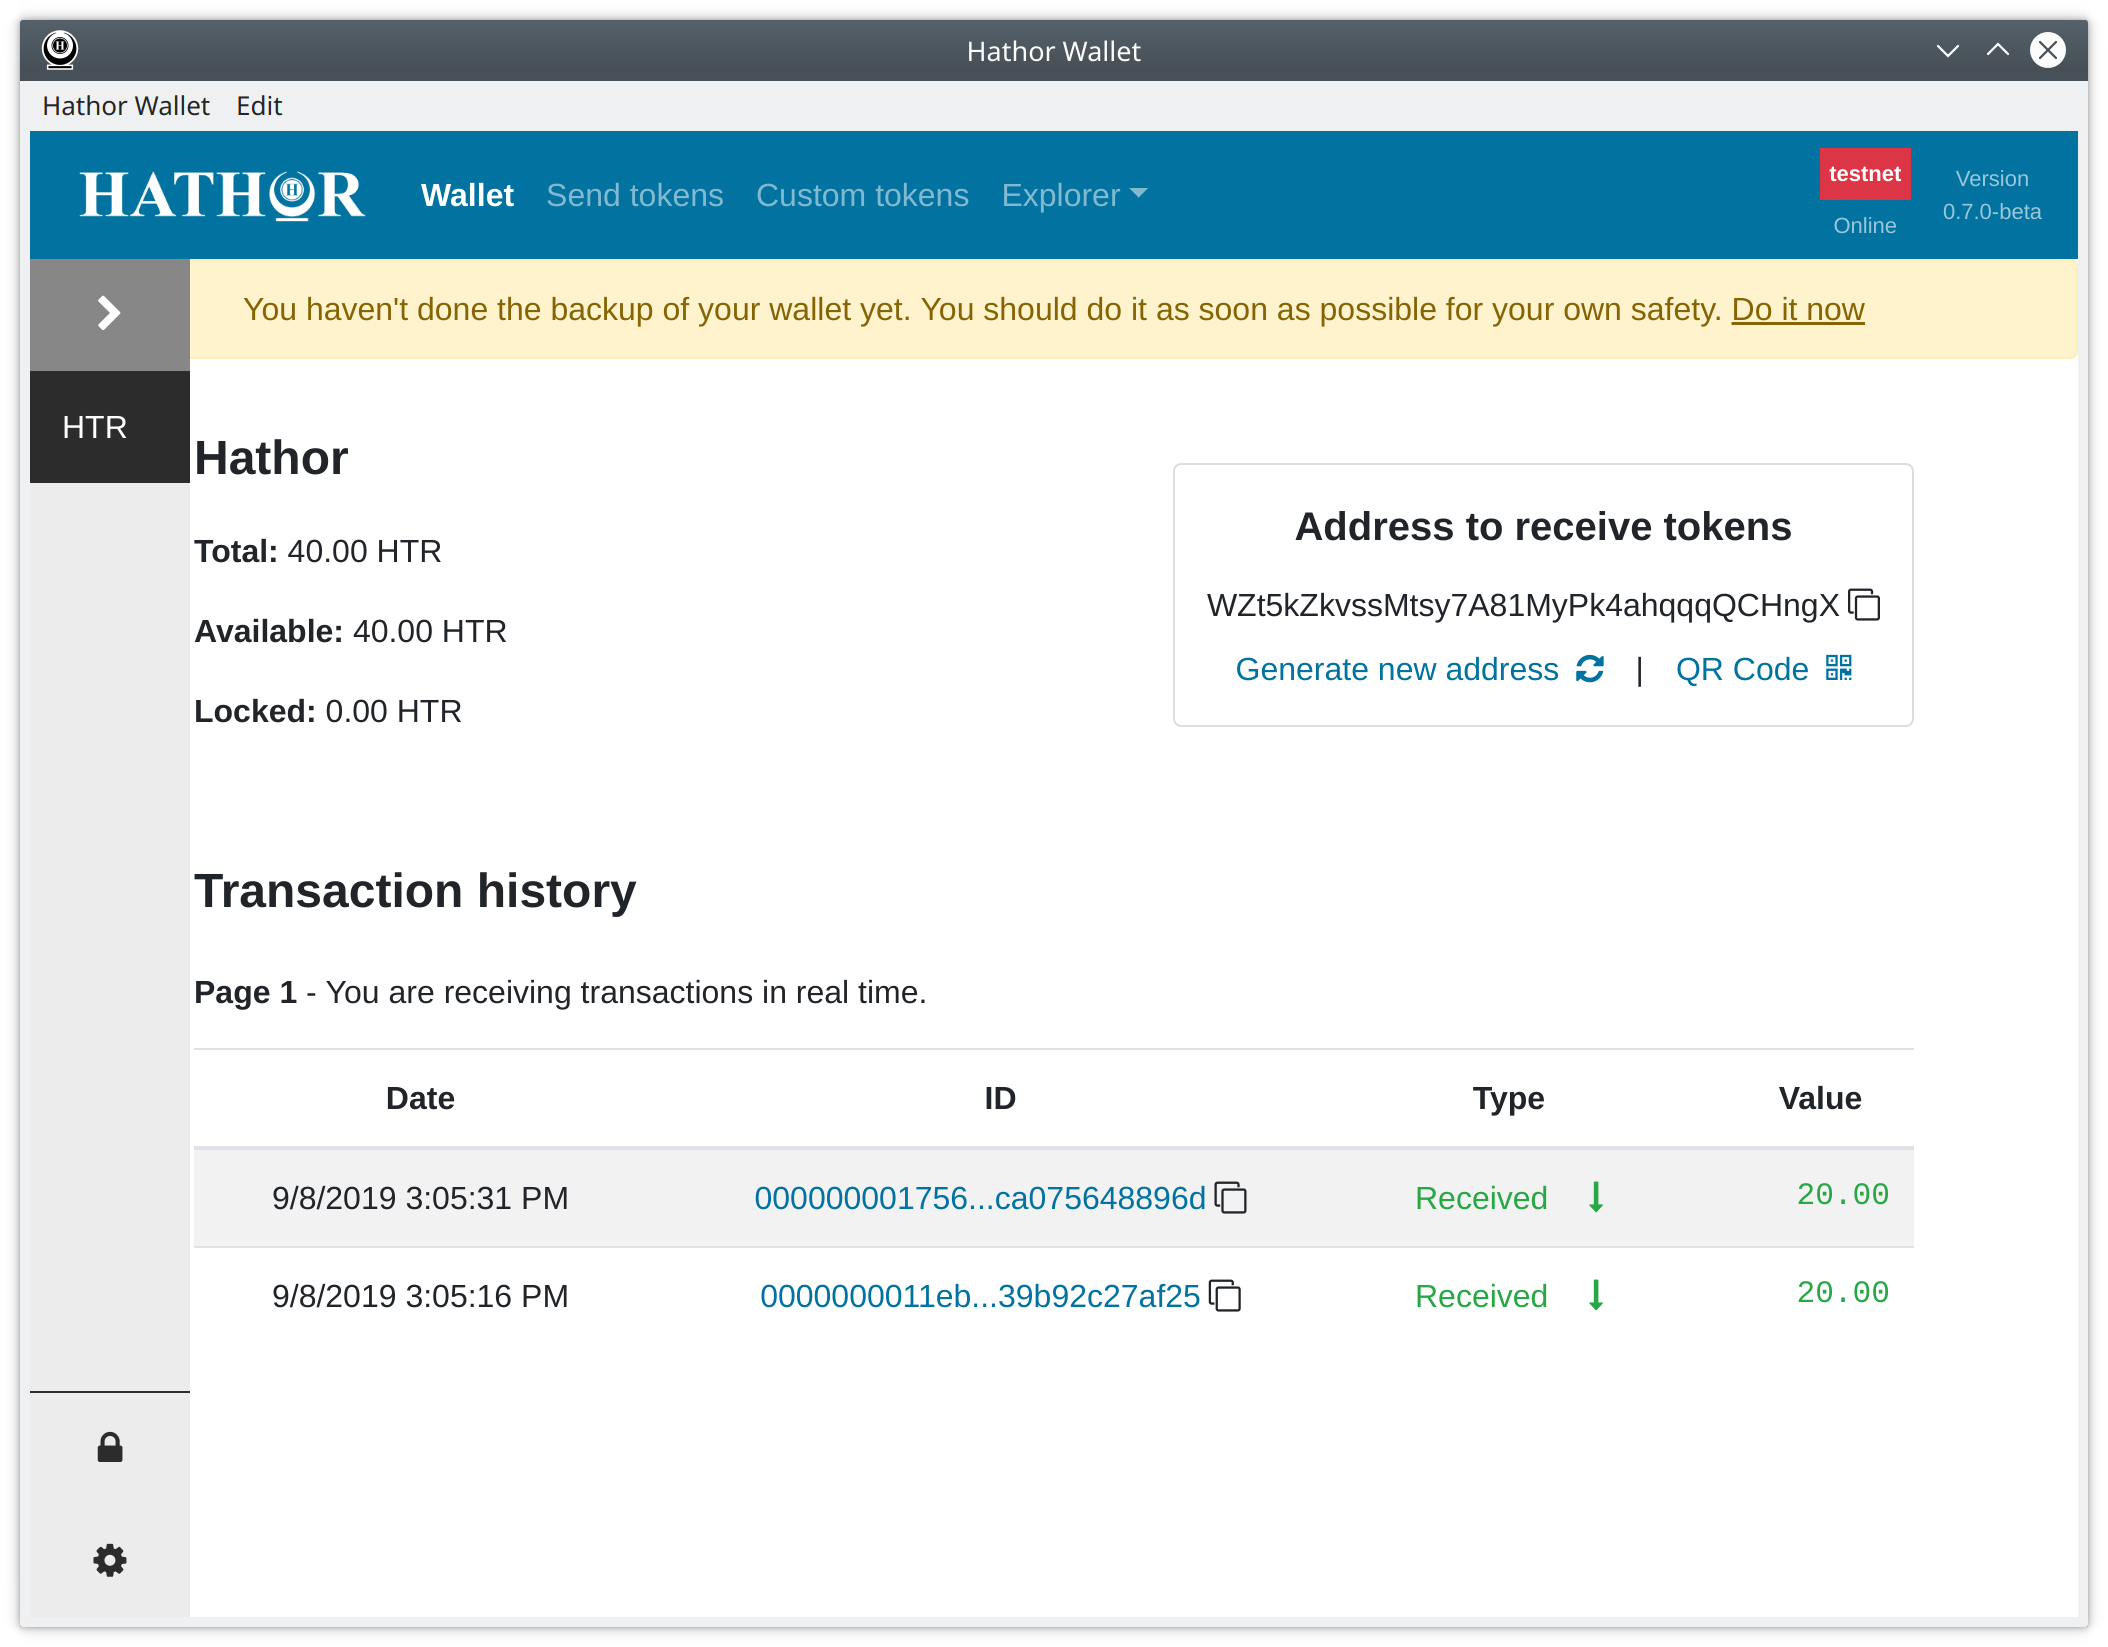 Hathor Wallet
Hathor Wallet Edit
HATHOR Wallet Send tokens Custom tokens Explorer
testnet
Online
Version
0.7.0-beta
You haven't done the backup of your wallet yet. You should do it as soon as possible for your own safety. Do it now
HTR
Hathor
Total: 40.00 HTR
Available: 40.00 HTR
Locked: 0.00 HTR
Address to receive tokens
WZt5kZkvssMtsy7A81MyPk4ahqqqQCHngX
Generate new address | QR Code
Transaction history
Page 1 - You are receiving transactions in real time.
Date ID Type Value
9/8/2019 3:05:31 PM 000000001756...ca075648896d Received 20.00
9/8/2019 3:05:16 PM 0000000011eb...39b92c27af25 Received 20.00